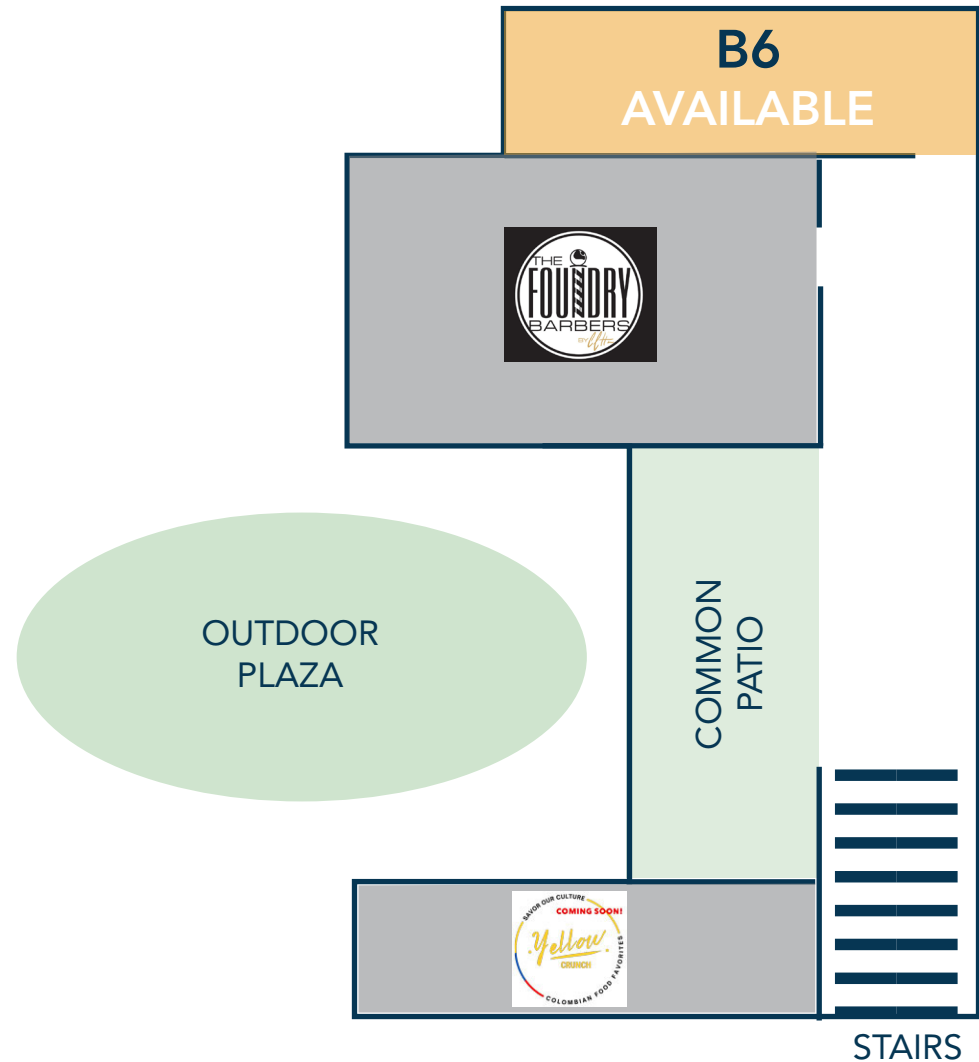 B6
AVAILABLE
THE
FOUNDRY
BARBERS
BY
OUTDOOR
PLAZA
COMMON
PATIO
SAVOR OUR CULTURE
COMING SOON!
Yellow
CRUNCH
COLOMBIAN FOOD FAVORITES
STAIRS